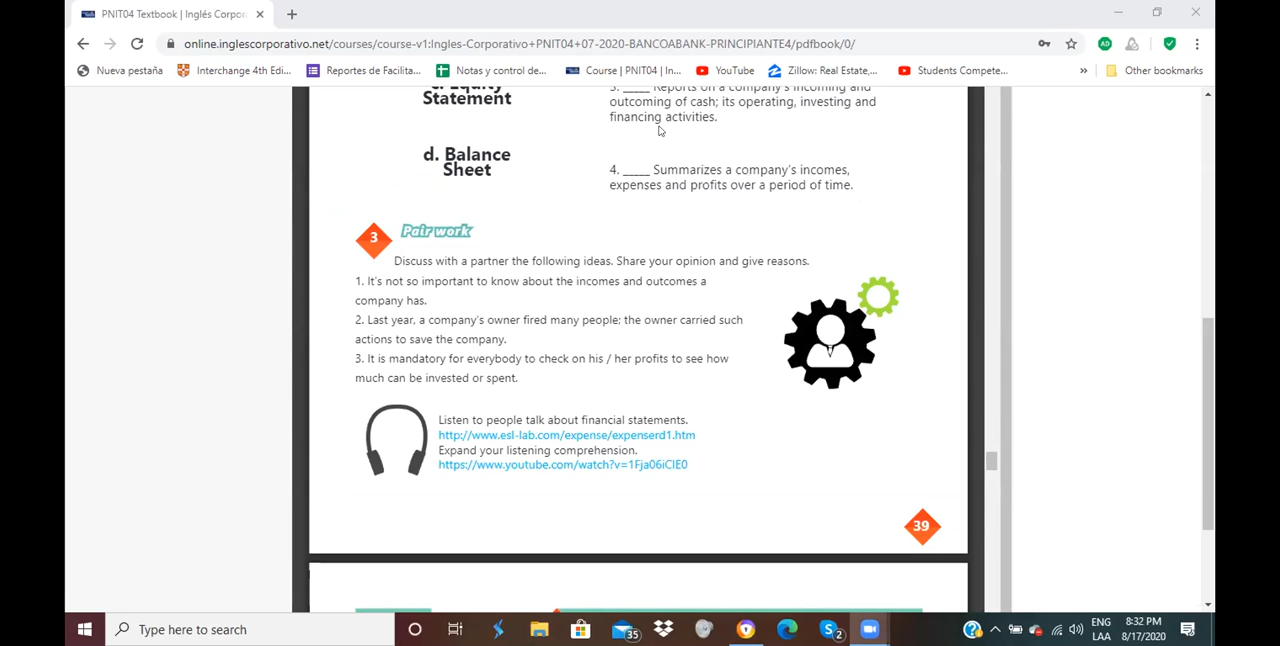 PNIT04 Textbook | Inglés Corpor
online.inglescorporativo.net/courses/course-v1:Ingles-Corporativo+PNIT04+07-2020-BANCOABANK-PRINCIPIANTE4/pdfbook/0/
Nueva pestaña
Interchange 4th Edi...
Reportes de Facilita...
Notas y control de...
Course | PNIT04 | In...
YouTube
Zillow: Real Estate,...
Students Compete...
»
Other bookmarks
c. Equity
Statement
3. _____ Reports on a company's incoming and
outcoming of cash; its operating, investing and
financing activities.
d. Balance
Sheet
4. _____ Summarizes a company's incomes,
expenses and profits over a period of time.
3
Pair work
Discuss with a partner the following ideas. Share your opinion and give reasons.
1. It's not so important to know about the incomes and outcomes a
company has.
2. Last year, a company's owner fired many people; the owner carried such
actions to save the company.
3. It is mandatory for everybody to check on his / her profits to see how
much can be invested or spent.
Listen to people talk about financial statements.
http://www.esl-lab.com/expense/expenserd1.htm
Expand your listening comprehension.
https://www.youtube.com/watch?v=1Fja06iCIE0
39
Type here to search
35
2
ENG
LAA
8:32 PM
8/17/2020